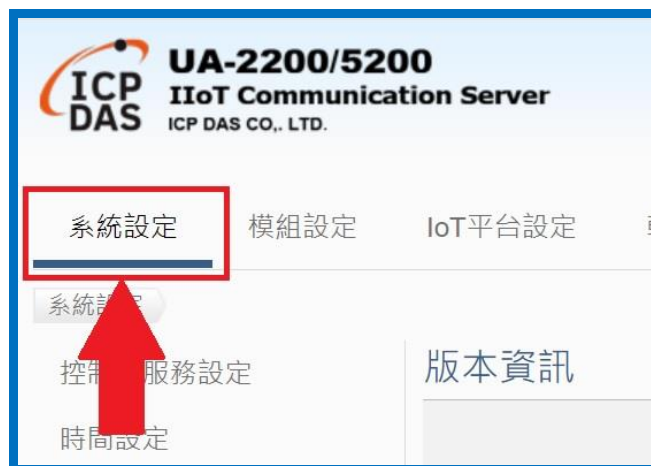 ICP
DAS
UA-2200/5200
IIoT Communication Server
ICP DAS CO,. LTD.
系統設定 模組設定 IoT平台設定
系統
版本資訊
服務設定
時間設定